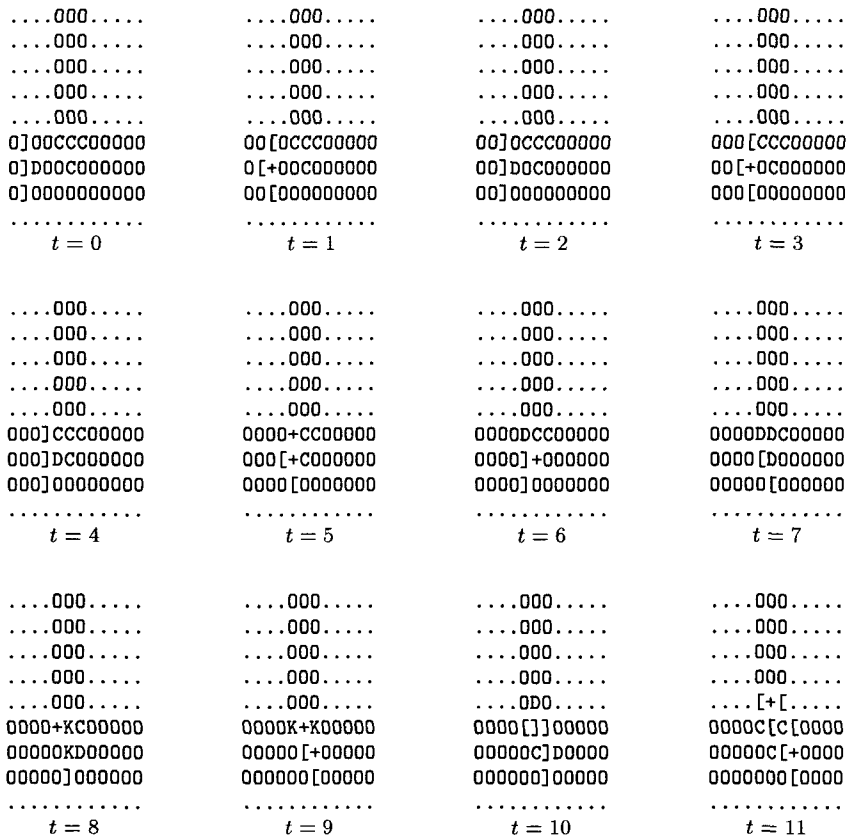 ....000..... ....000..... ....000..... ....000.....
....000..... ....000..... ....000..... ....000.....
....000..... ....000..... ....000..... ....000.....
....000..... ....000..... ....000..... ....000.....
....000..... ....000..... ....000..... ....000.....
0]00CCC00000 00[0CCC00000 00]0CCC00000 000[CCC00000
0]D00C000000 0[+00C000000 00]D0C000000 00[+0C000000
0]0000000000 00[000000000 00]000000000 000[00000000
............ ............ ............ ............
t = 0 t = 1 t = 2 t = 3
....000..... ....000..... ....000..... ....000.....
....000..... ....000..... ....000..... ....000.....
....000..... ....000..... ....000..... ....000.....
....000..... ....000..... ....000..... ....000.....
....000..... ....000..... ....000..... ....000.....
000]CCC00000 0000+CC00000 0000DCC00000 0000DDC00000
000]DC000000 000[+C000000 0000]+000000 0000[D000000
000]00000000 0000[0000000 0000]0000000 00000[000000
............ ............ ............ ............
t = 4 t = 5 t = 6 t = 7
....000..... ....000..... ....000..... ....000.....
....000..... ....000..... ....000..... ....000.....
....000..... ....000..... ....000..... ....000.....
....000..... ....000..... ....000..... ....000.....
....000..... ....000..... ....0D0..... ....[+[.....
0000+KC00000 0000K+K00000 0000[]]00000 0000C[C[0000
00000KD00000 00000[+00000 00000C]D0000 00000C[+0000
00000]000000 000000[00000 000000]00000 0000000[0000
............ ............ ............ ............
t = 8 t = 9 t = 10 t = 11